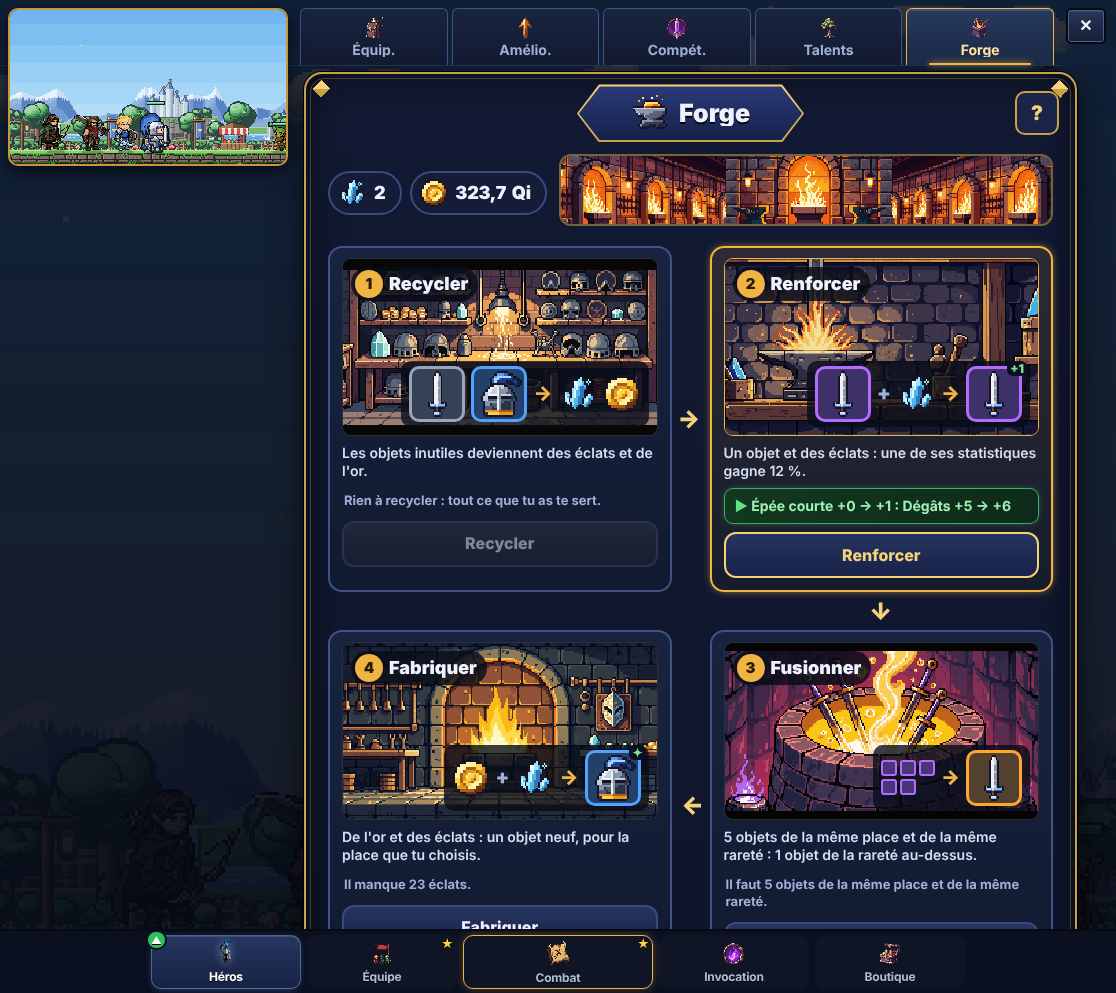 Équip.
Amélio.
Compét.
Talents
Forge
×
Forge
?
2
323,7 Qi
1 Recycler
Les objets inutiles deviennent des éclats et de
l'or.
Rien à recycler : tout ce que tu as te sert.
Recycler
2 Renforcer
+1
Un objet et des éclats : une de ses statistiques
gagne 12 %.
Épée courte +0 → +1 : Dégâts +5 → +6
Renforcer
4 Fabriquer
De l'or et des éclats : un objet neuf, pour la
place que tu choisis.
Il manque 23 éclats.
Fabriquer
3 Fusionner
5 objets de la même place et de la même
rareté : 1 objet de la rareté au-dessus.
Il faut 5 objets de la même place et de la même
rareté.
Héros
Équipe
Combat
Invocation
Boutique